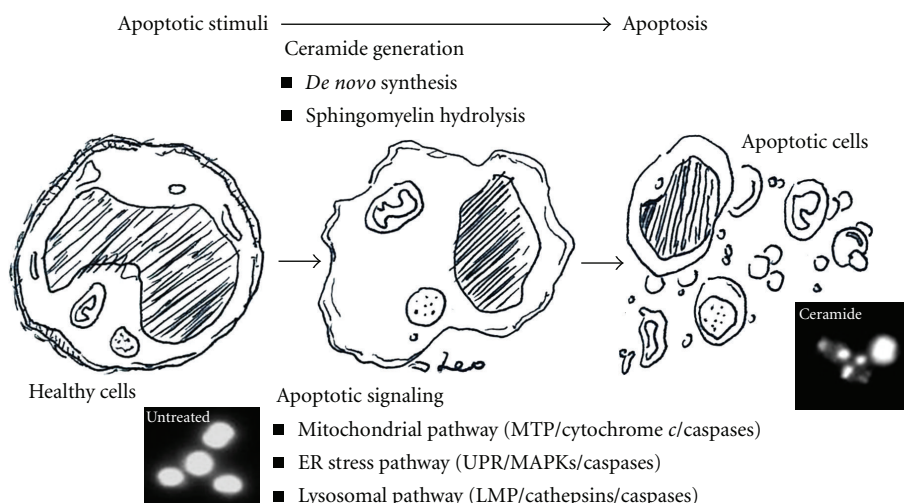 Apoptotic stimuli
Apoptosis
Ceramide generation
■ De novo synthesis
■ Sphingomyelin hydrolysis
Apoptotic cells
Ceramide
Leo
Healthy cells
Untreated
Apoptotic signaling
■ Mitochondrial pathway (MTP/cytochrome c/caspases)
■ ER stress pathway (UPR/MAPKs/caspases)
■ Lysosomal pathway (LMP/cathepsins/caspases)